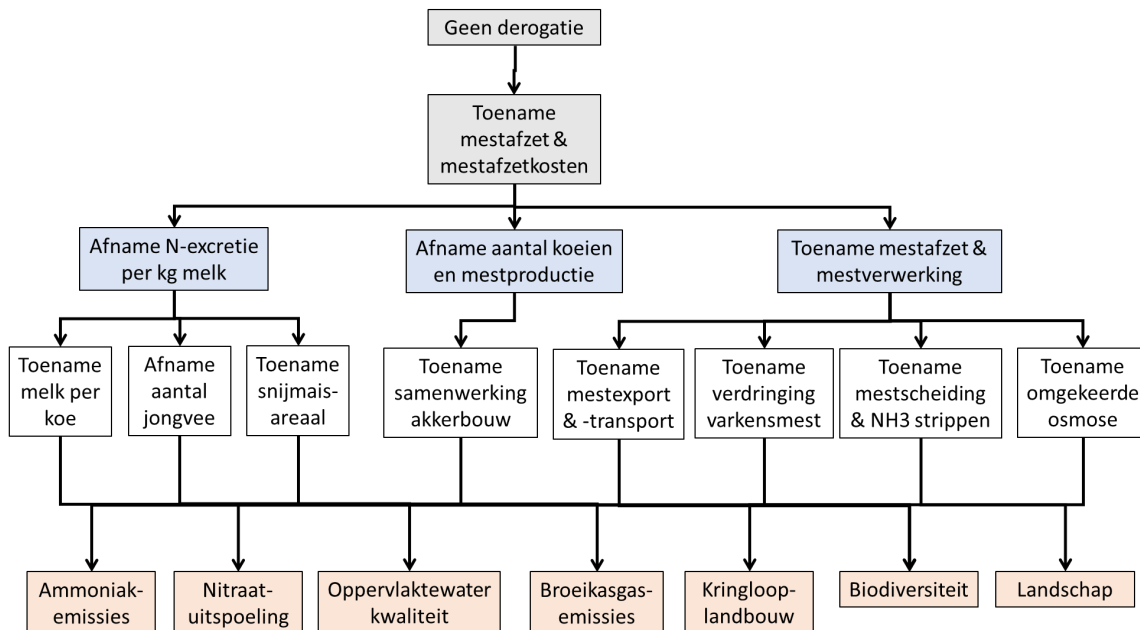 Geen derogatie
Toename
mestafzet &
mestafzetkosten
Afname N-excretie
per kg melk
Afname aantal koeien
en mestproductie
Toename mestafzet &
mestverwerking
Toename
melk per
koe
Afname
aantal
jongvee
Toename
snijmais-
areaal
Toename
samenwerking
akkerbouw
Toename
mestexport
& -transport
Toename
verdringing
varkensmest
Toename
mestscheiding
& NH3 strippen
Toename
omgekeerde
osmose
Ammoniak-
emissies
Nitraat-
uitspoeling
Oppervlaktewater
kwaliteit
Broeikasgas-
emissies
Kringloop-
landbouw
Biodiversiteit
Landschap